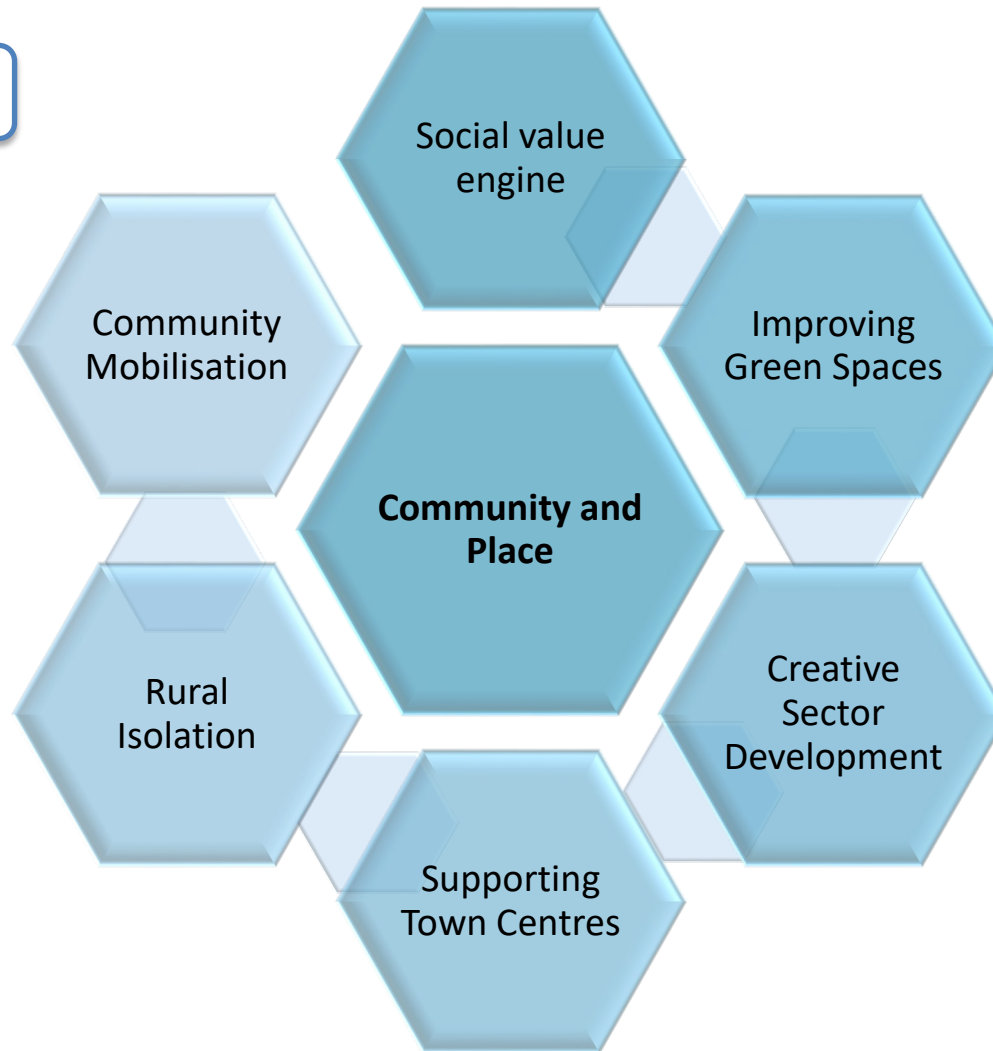 Social value
engine
Improving
Green Spaces
Creative
Sector
Development
Supporting
Town Centres
Rural
Isolation
Community
Mobilisation
Community and
Place